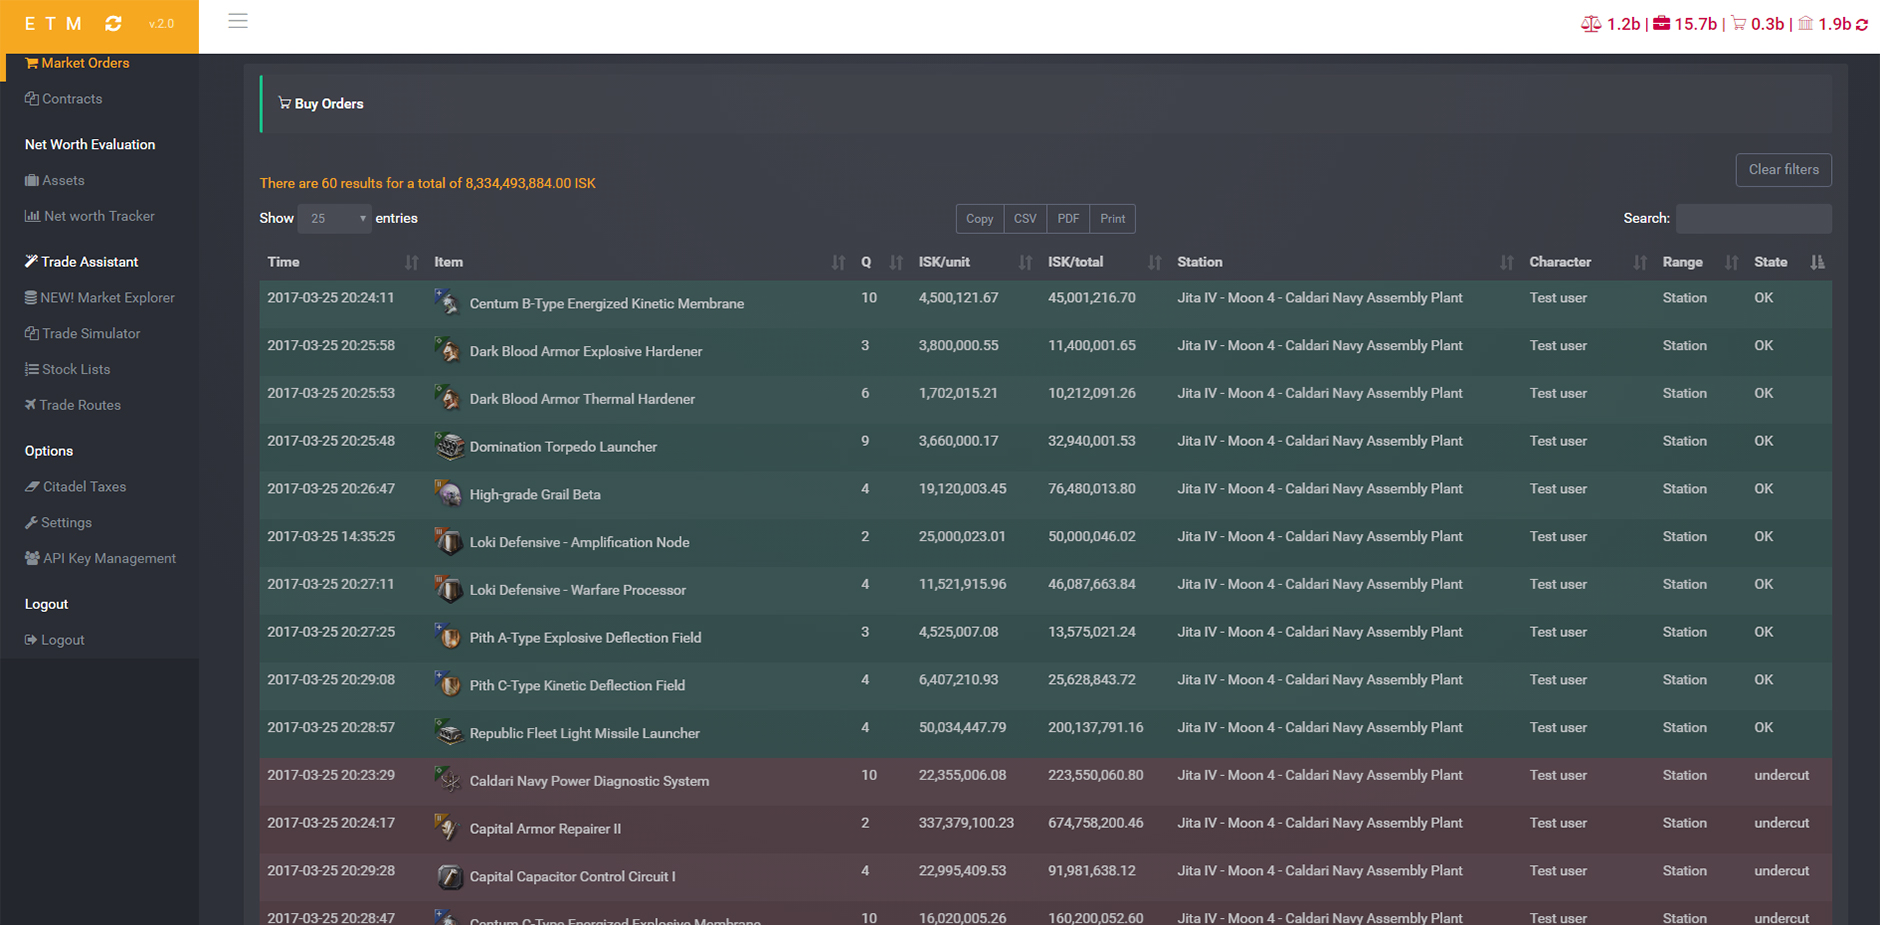 E T M v.2.0
1.2b | 15.7b | 0.3b | 1.9b
Market Orders
Contracts
Net Worth Evaluation
Assets
Net worth Tracker
Trade Assistant
NEW! Market Explorer
Trade Simulator
Stock Lists
Trade Routes
Options
Citadel Taxes
Settings
API Key Management
Logout
Logout
Buy Orders
Clear filters
There are 60 results for a total of 8,334,493,884.00 ISK
Show 25 entries Copy CSV PDF Print Search:
Time Item Q ISK/unit ISK/total Station Character Range State
2017-03-25 20:24:11 Centum B-Type Energized Kinetic Membrane 10 4,500,121.67 45,001,216.70 Jita IV - Moon 4 - Caldari Navy Assembly Plant Test user Station OK
2017-03-25 20:25:58 Dark Blood Armor Explosive Hardener 3 3,800,000.55 11,400,001.65 Jita IV - Moon 4 - Caldari Navy Assembly Plant Test user Station OK
2017-03-25 20:25:53 Dark Blood Armor Thermal Hardener 6 1,702,015.21 10,212,091.26 Jita IV - Moon 4 - Caldari Navy Assembly Plant Test user Station OK
2017-03-25 20:25:48 Domination Torpedo Launcher 9 3,660,000.17 32,940,001.53 Jita IV - Moon 4 - Caldari Navy Assembly Plant Test user Station OK
2017-03-25 20:26:47 High-grade Grail Beta 4 19,120,003.45 76,480,013.80 Jita IV - Moon 4 - Caldari Navy Assembly Plant Test user Station OK
2017-03-25 14:35:25 Loki Defensive - Amplification Node 2 25,000,023.01 50,000,046.02 Jita IV - Moon 4 - Caldari Navy Assembly Plant Test user Station OK
2017-03-25 20:27:11 Loki Defensive - Warfare Processor 4 11,521,915.96 46,087,663.84 Jita IV - Moon 4 - Caldari Navy Assembly Plant Test user Station OK
2017-03-25 20:27:25 Pith A-Type Explosive Deflection Field 3 4,525,007.08 13,575,021.24 Jita IV - Moon 4 - Caldari Navy Assembly Plant Test user Station OK
2017-03-25 20:29:08 Pith C-Type Kinetic Deflection Field 4 6,407,210.93 25,628,843.72 Jita IV - Moon 4 - Caldari Navy Assembly Plant Test user Station OK
2017-03-25 20:28:57 Republic Fleet Light Missile Launcher 4 50,034,447.79 200,137,791.16 Jita IV - Moon 4 - Caldari Navy Assembly Plant Test user Station OK
2017-03-25 20:23:29 Caldari Navy Power Diagnostic System 10 22,355,006.08 223,550,060.80 Jita IV - Moon 4 - Caldari Navy Assembly Plant Test user Station undercut
2017-03-25 20:24:17 Capital Armor Repairer II 2 337,379,100.23 674,758,200.46 Jita IV - Moon 4 - Caldari Navy Assembly Plant Test user Station undercut
2017-03-25 20:29:28 Capital Capacitor Control Circuit I 4 22,995,409.53 91,981,638.12 Jita IV - Moon 4 - Caldari Navy Assembly Plant Test user Station undercut
2017-03-25 20:28:47 Centum C-Type Energized Explosive Membrane 10 16,020,005.26 160,200,052.60 Jita IV - Moon 4 - Caldari Navy Assembly Plant Test user Station undercut